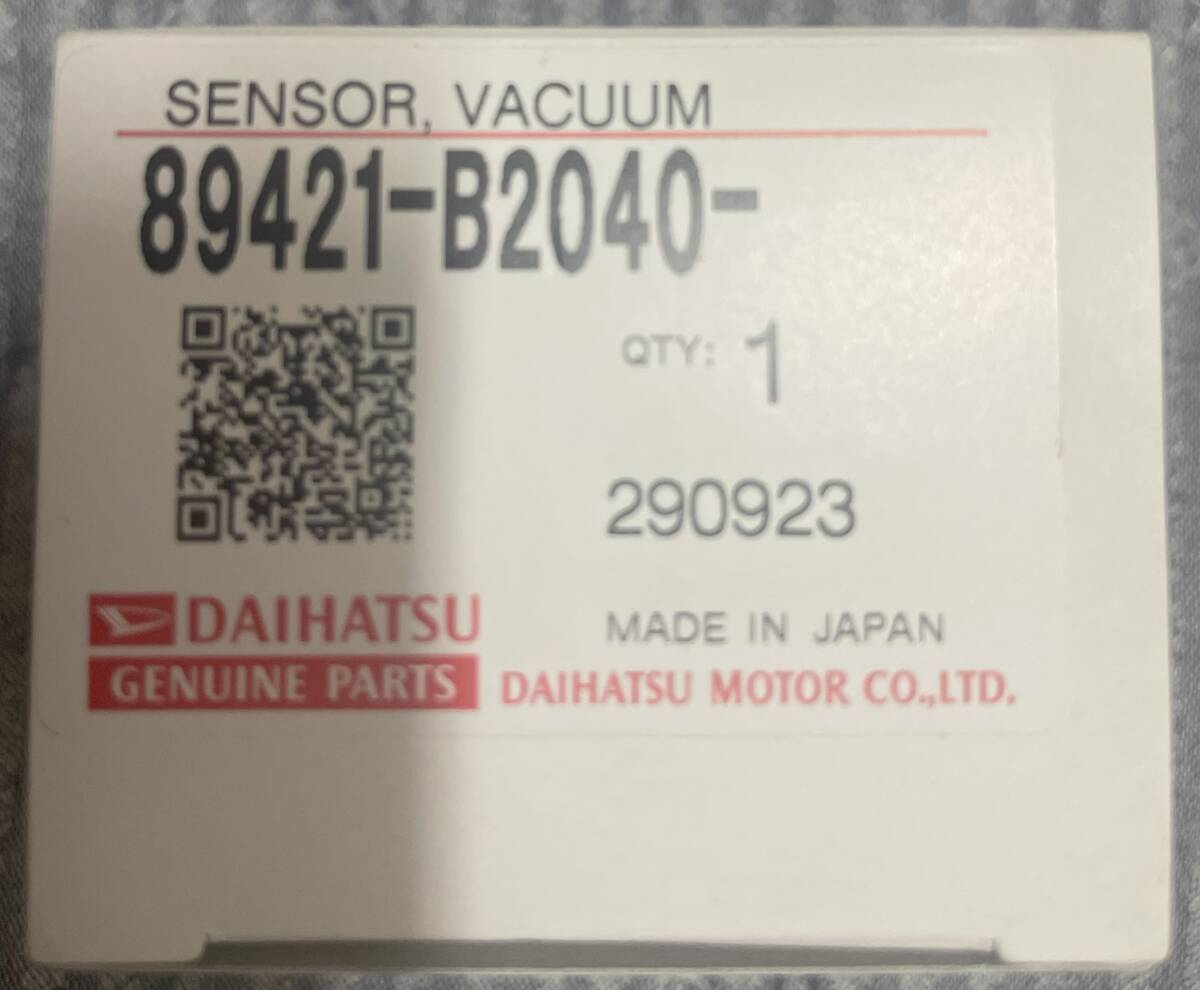 SENSOR, VACUUM
89421-B2040-
QTY: 1
290923
DAIHATSU
MADE IN JAPAN
GENUINE PARTS
DAIHATSU MOTOR CO.,LTD.